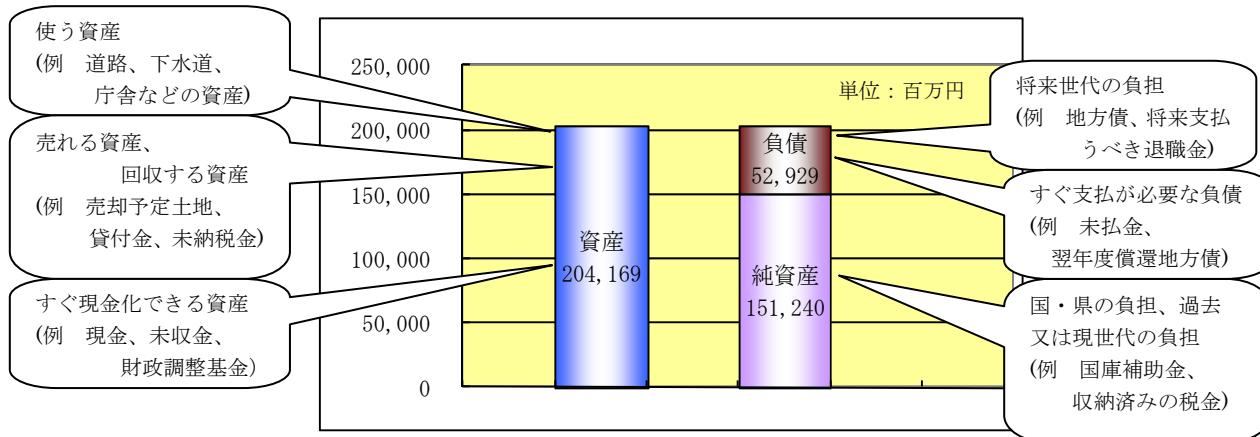 使う資産
(例　道路、下水道、
庁舎などの資産)
売れる資産、
回収する資産
(例　売却予定土地、
貸付金、未納税金)
すぐ現金化できる資産
(例　現金、未収金、
財政調整基金)
250,000
200,000
150,000
100,000
50,000
0
単位：百万円
資産
204,169
負債
52,929
純資産
151,240
将来世代の負担
(例　地方債、将来支払
うべき退職金)
すぐ支払が必要な負債
(例　未払金、
翌年度償還地方債)
国・県の負担、過去
又は現世代の負担
(例　国庫補助金、
収納済みの税金)